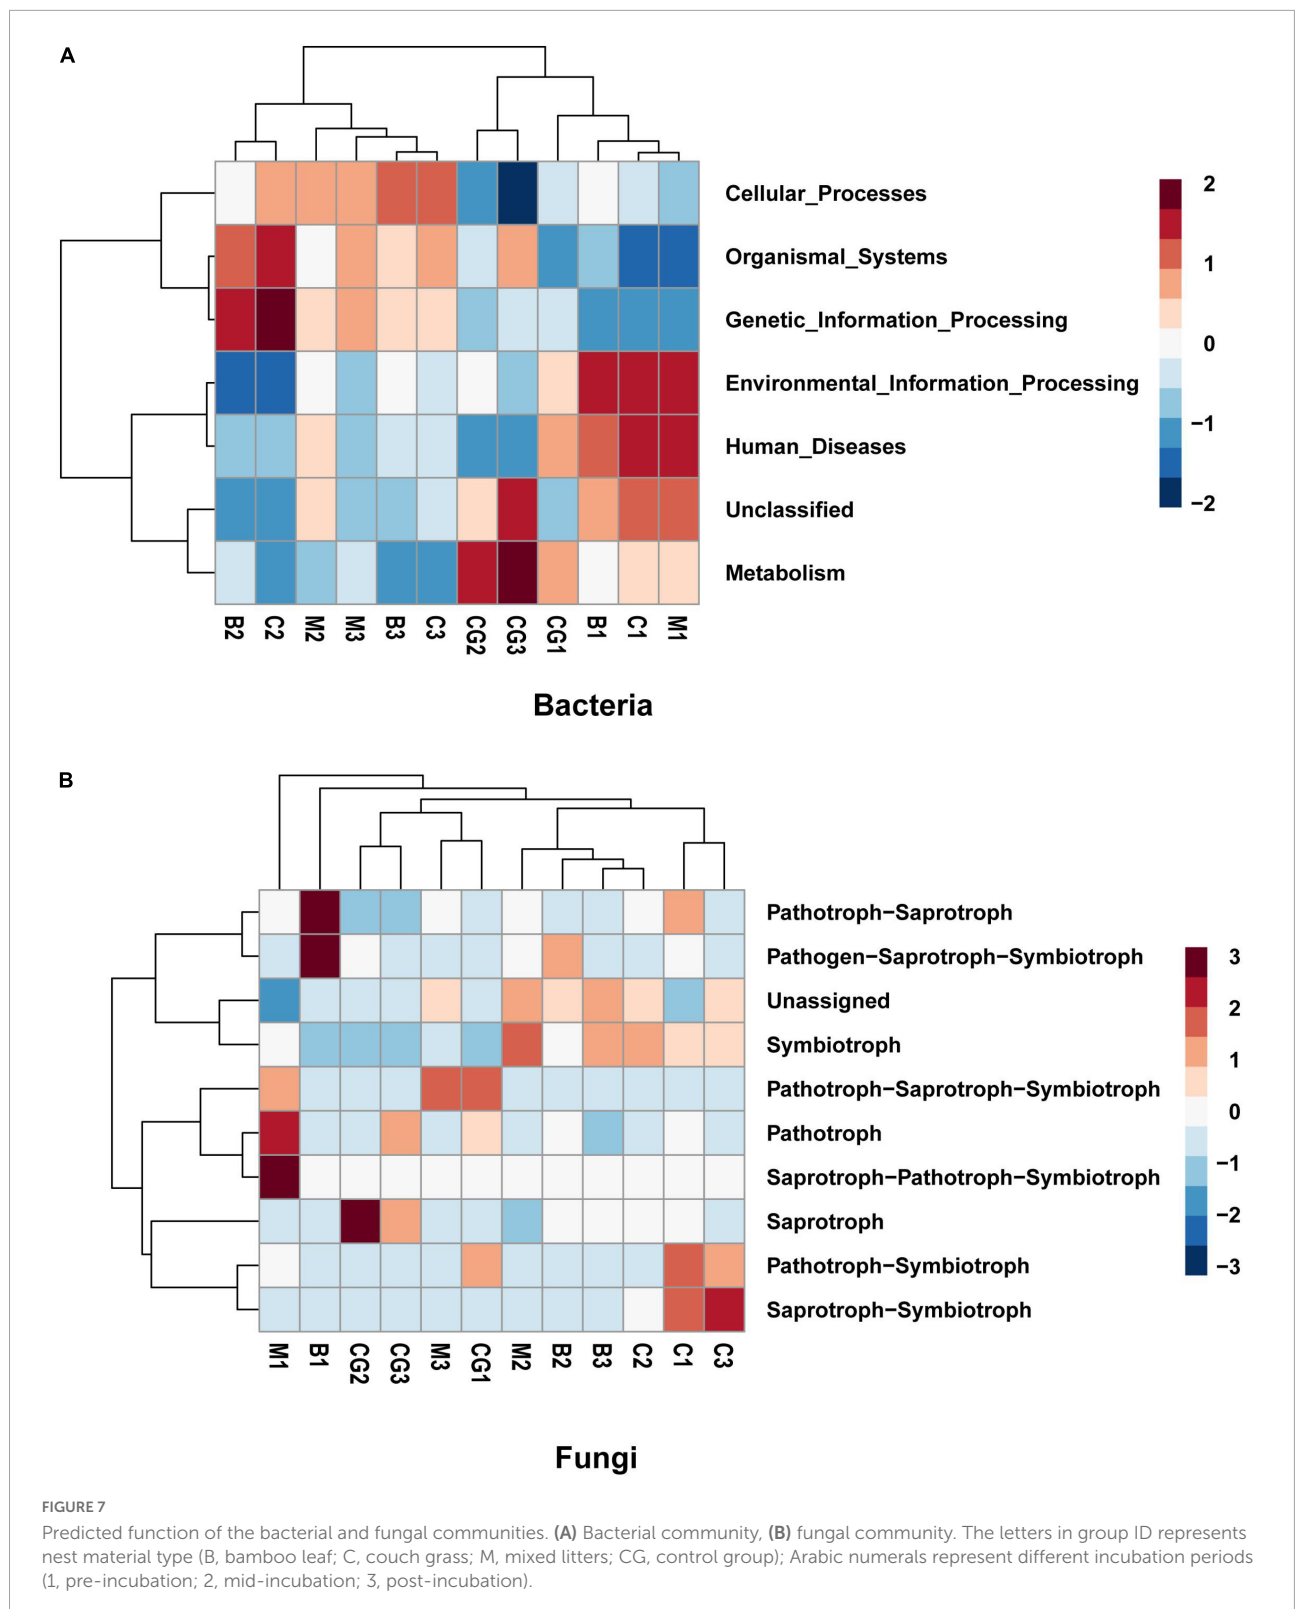 A
Cellular_Processes
Organismal_Systems
Genetic_Information_Processing
Environmental_Information_Processing
Human_Diseases
Unclassified
Metabolism
2
1
0
−1
−2
B2 C2 M2 M3 B3 C3 CG2 CG3 CG1 B1 C1 M1
Bacteria
B
Pathotroph−Saprotroph
Pathogen−Saprotroph−Symbiotroph
Unassigned
Symbiotroph
Pathotroph−Saprotroph−Symbiotroph
Pathotroph
Saprotroph−Pathotroph−Symbiotroph
Saprotroph
Pathotroph−Symbiotroph
Saprotroph−Symbiotroph
3
2
1
0
−1
−2
−3
M1 B1 CG2 CG3 M3 CG1 M2 B2 B3 C2 C1 C3
Fungi
FIGURE 7
Predicted function of the bacterial and fungal communities. (A) Bacterial community, (B) fungal community. The letters in group ID represents
nest material type (B, bamboo leaf; C, couch grass; M, mixed litters; CG, control group); Arabic numerals represent different incubation periods
(1, pre-incubation; 2, mid-incubation; 3, post-incubation).